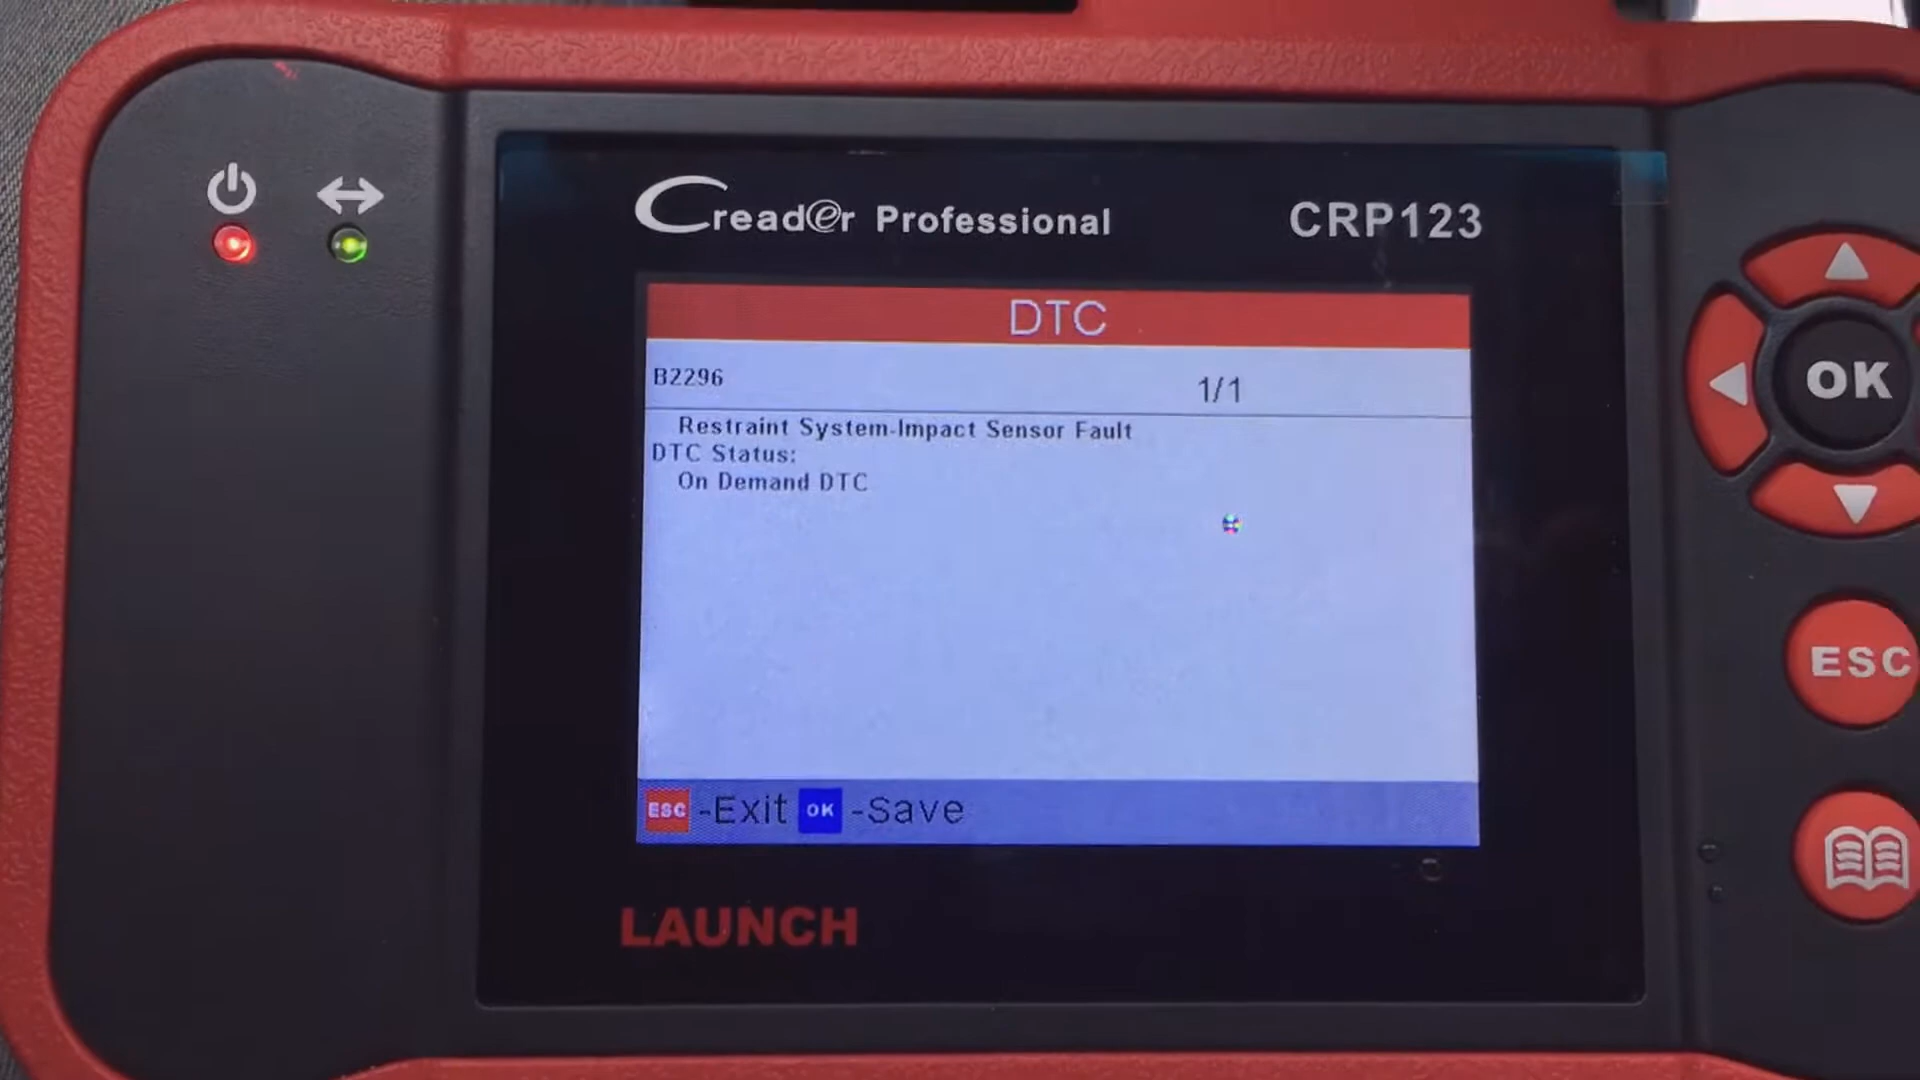 Creader Professional CRP123
DTC
B2296 1/1
Restraint System-Impact Sensor Fault
DTC Status:
On Demand DTC
ESC -Exit OK -Save
LAUNCH
OK
ESC